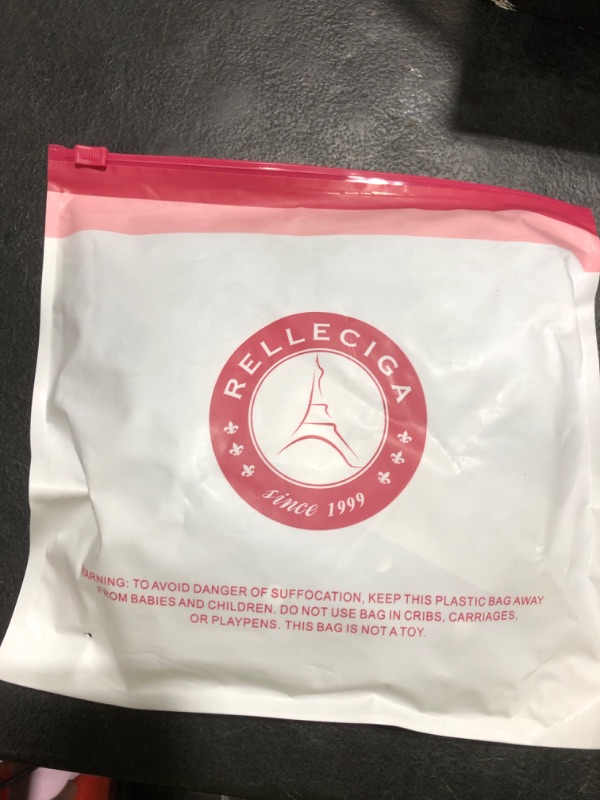 RELLECIGA
since 1999
WARNING: TO AVOID DANGER OF SUFFOCATION, KEEP THIS PLASTIC BAG AWAY
FROM BABIES AND CHILDREN. DO NOT USE BAG IN CRIBS, CARRIAGES,
OR PLAYPENS. THIS BAG IS NOT A TOY.